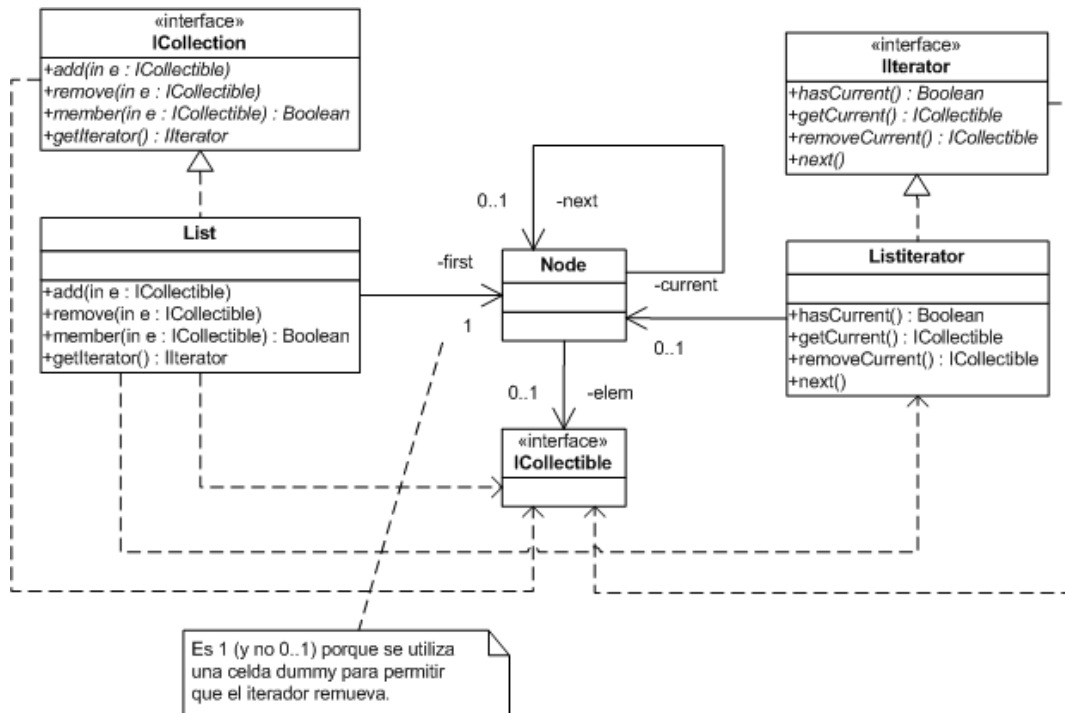 «interface»
ICollection
+add(in e : ICollectible)
+remove(in e : ICollectible)
+member(in e : ICollectible) : Boolean
+getIterator() : IIterator
«interface»
IIterator
+hasCurrent() : Boolean
+getCurrent() : ICollectible
+removeCurrent() : ICollectible
+next()
List
+add(in e : ICollectible)
+remove(in e : ICollectible)
+member(in e : ICollectible) : Boolean
+getIterator() : IIterator
-first
1
0..1
-next
Node
-current
0..1
Listiterator
+hasCurrent() : Boolean
+getCurrent() : ICollectible
+removeCurrent() : ICollectible
+next()
0..1
-elem
«interface»
ICollectible
Es 1 (y no 0..1) porque se utiliza
una celda dummy para permitir
que el iterador remueva.